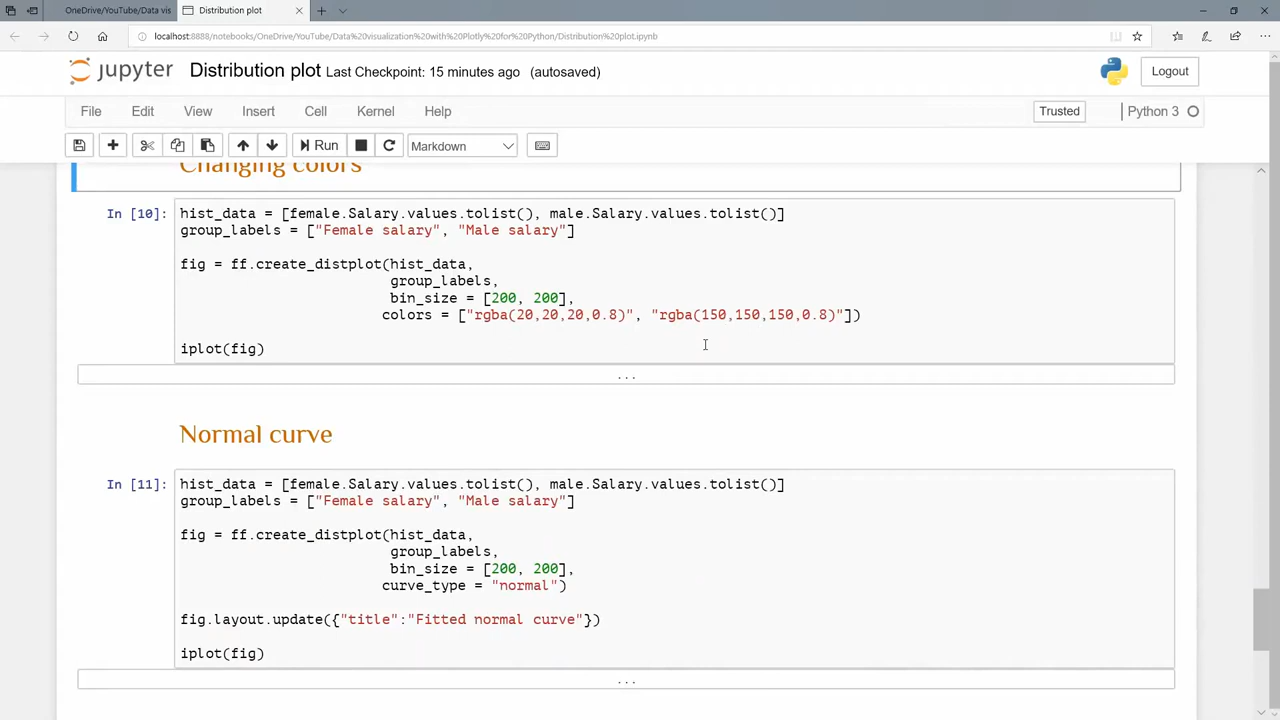 OneDrive/YouTube/Data vis
Distribution plot
localhost:8888/notebooks/OneDrive/YouTube/Data%20visualization%20with%20Plotly%20for%20Python/Distribution%20plot.ipynb
jupyter Distribution plot Last Checkpoint: 15 minutes ago (autosaved)
Logout
File Edit View Insert Cell Kernel Help
Trusted
Python 3
Run
Markdown
Changing colors
In [10]:
hist_data = [female.Salary.values.tolist(), male.Salary.values.tolist()]
group_labels = ["Female salary", "Male salary"]
fig = ff.create_distplot(hist_data,
group_labels,
bin_size = [200, 200],
colors = ["rgba(20,20,20,0.8)", "rgba(150,150,150,0.8)"])
iplot(fig)
...
Normal curve
In [11]:
hist_data = [female.Salary.values.tolist(), male.Salary.values.tolist()]
group_labels = ["Female salary", "Male salary"]
fig = ff.create_distplot(hist_data,
group_labels,
bin_size = [200, 200],
curve_type = "normal")
fig.layout.update({"title":"Fitted normal curve"})
iplot(fig)
...